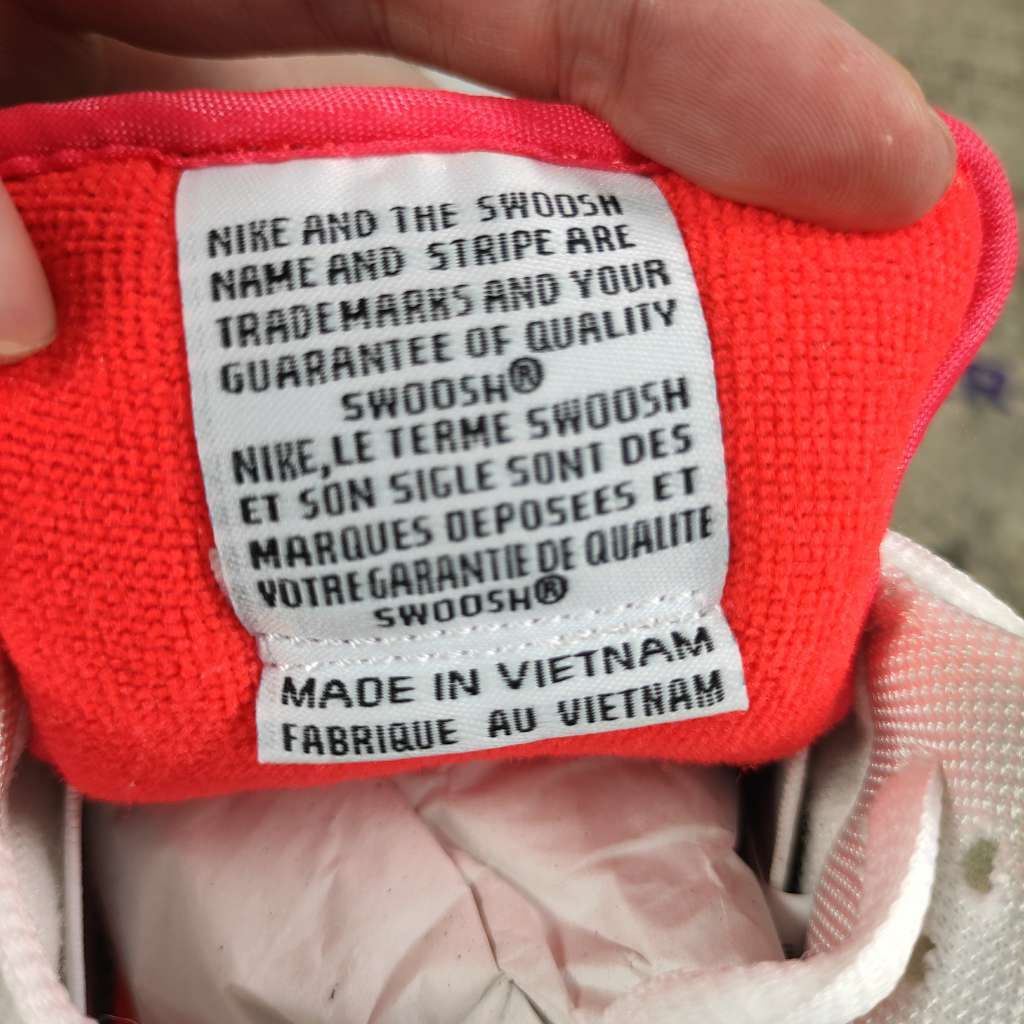 NIKE AND THE SWOOSH
NAME AND STRIPE ARE
TRADEMARKS AND YOUR
GUARANTEE OF QUALITY
SWOOSH®
NIKE, LE TERME SWOOSH
ET SON SIGLE SONT DES
MARQUES DEPOSEES ET
VOTRE GARANTIE DE QUALITE
SWOOSH®
MADE IN VIETNAM
FABRIQUE AU VIETNAM
R